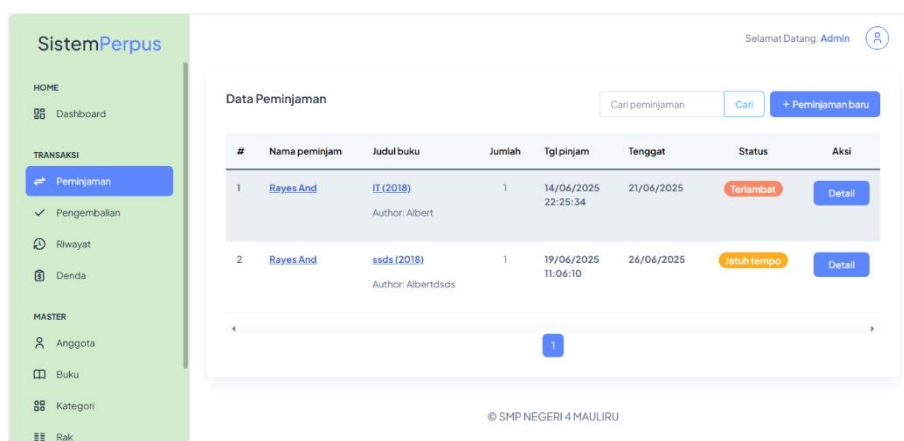 SistemPerpus
Selamat Datang: Admin
HOME
Dashboard
TRANSAKSI
Peminjaman
Pengembalian
Riwayat
Denda
MASTER
Anggota
Buku
Kategori
Rak
Data Peminjaman
Cari peminjaman
Cari
+ Peminjaman baru
# Nama peminjam Judul buku Jumlah Tgl pinjam Tenggat Status Aksi
1 Rayes And IT (2018) 1 14/06/2025 21/06/2025 Terlambat Detail
22:25:34
Author: Albert
2 Rayes And ssds (2018) 1 19/06/2025 26/06/2025 Jatuh tempo Detail
11:06:10
Author: Albertdsds
1
© SMP NEGERI 4 MAULIRU